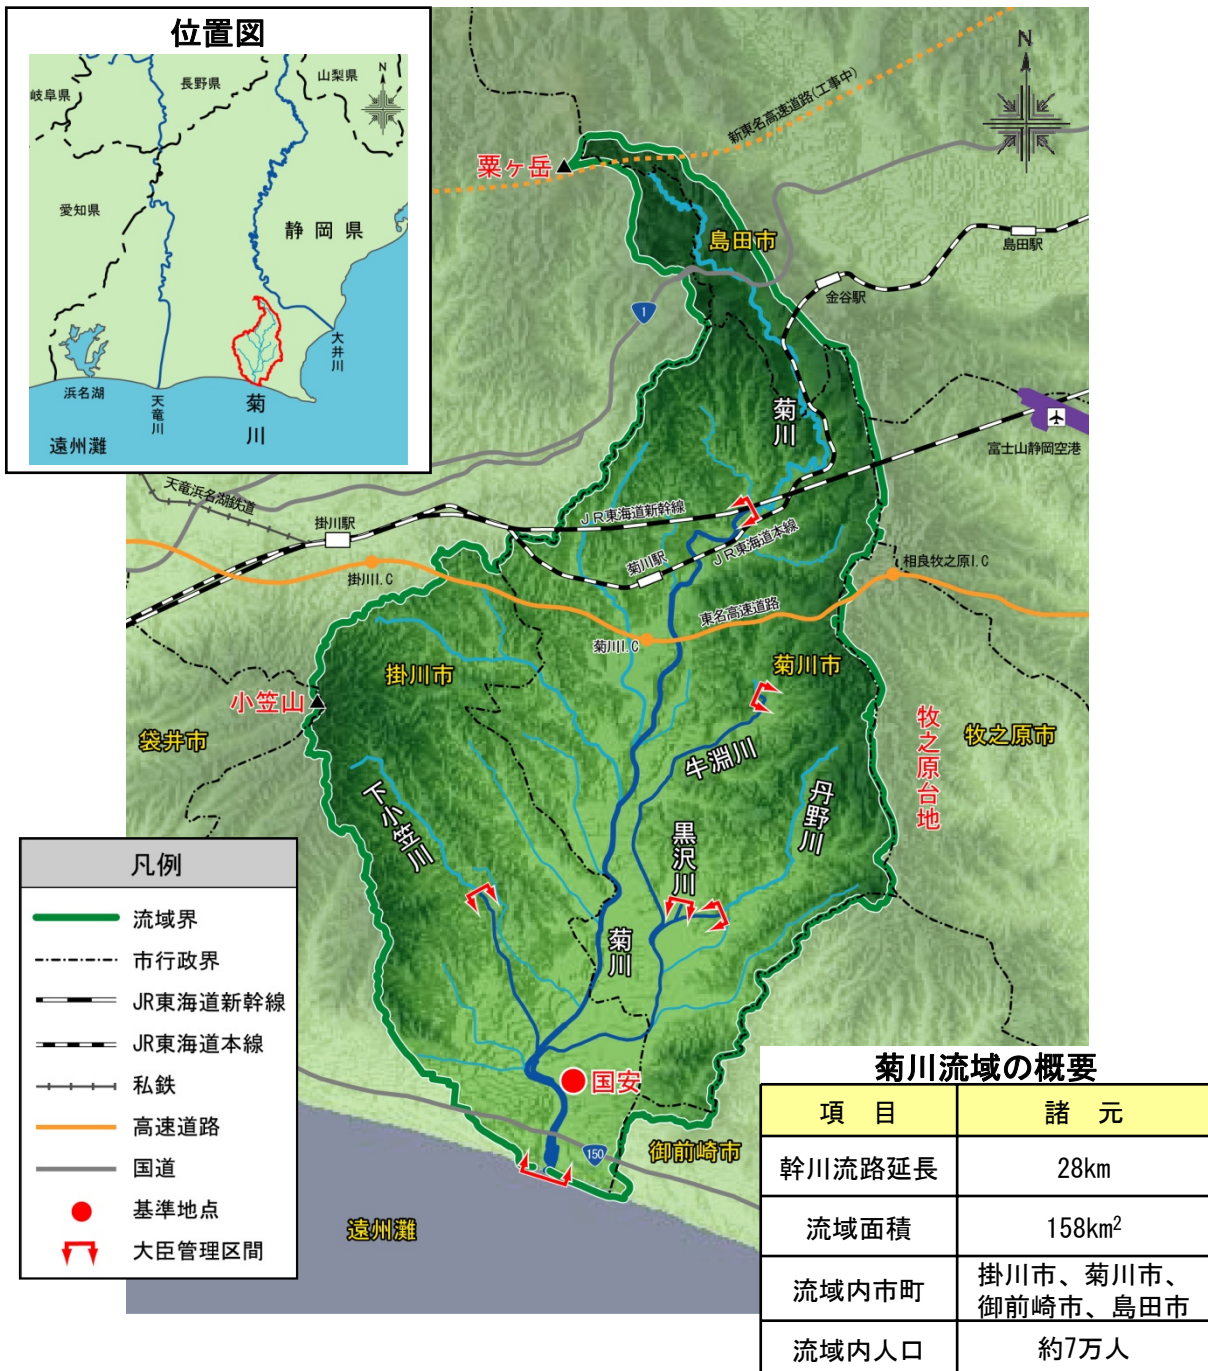 位置図
岐阜県
長野県
山梨県
N
愛知県
静岡県
浜名湖
天竜川
菊川
大井川
遠州灘
N
新東名高速道路(工事中)
粟ヶ岳
島田市
島田駅
金谷駅
1
菊川
富士山静岡空港
天竜浜名湖鉄道
掛川駅
JR東海道新幹線
JR東海道本線
菊川駅
掛川I.C
相良牧之原I.C
東名高速道路
菊川I.C
掛川市
菊川市
小笠山
袋井市
牧之原台地
牧之原市
牛淵川
下小笠川
丹野川
黒沢川
菊川
国安
150
御前崎市
遠州灘
凡例
流域界
市行政界
JR東海道新幹線
JR東海道本線
私鉄
高速道路
国道
基準地点
大臣管理区間
菊川流域の概要
項 目 諸 元
幹川流路延長 28km
流域面積 158km²
流域内市町 掛川市、菊川市、
御前崎市、島田市
流域内人口 約7万人